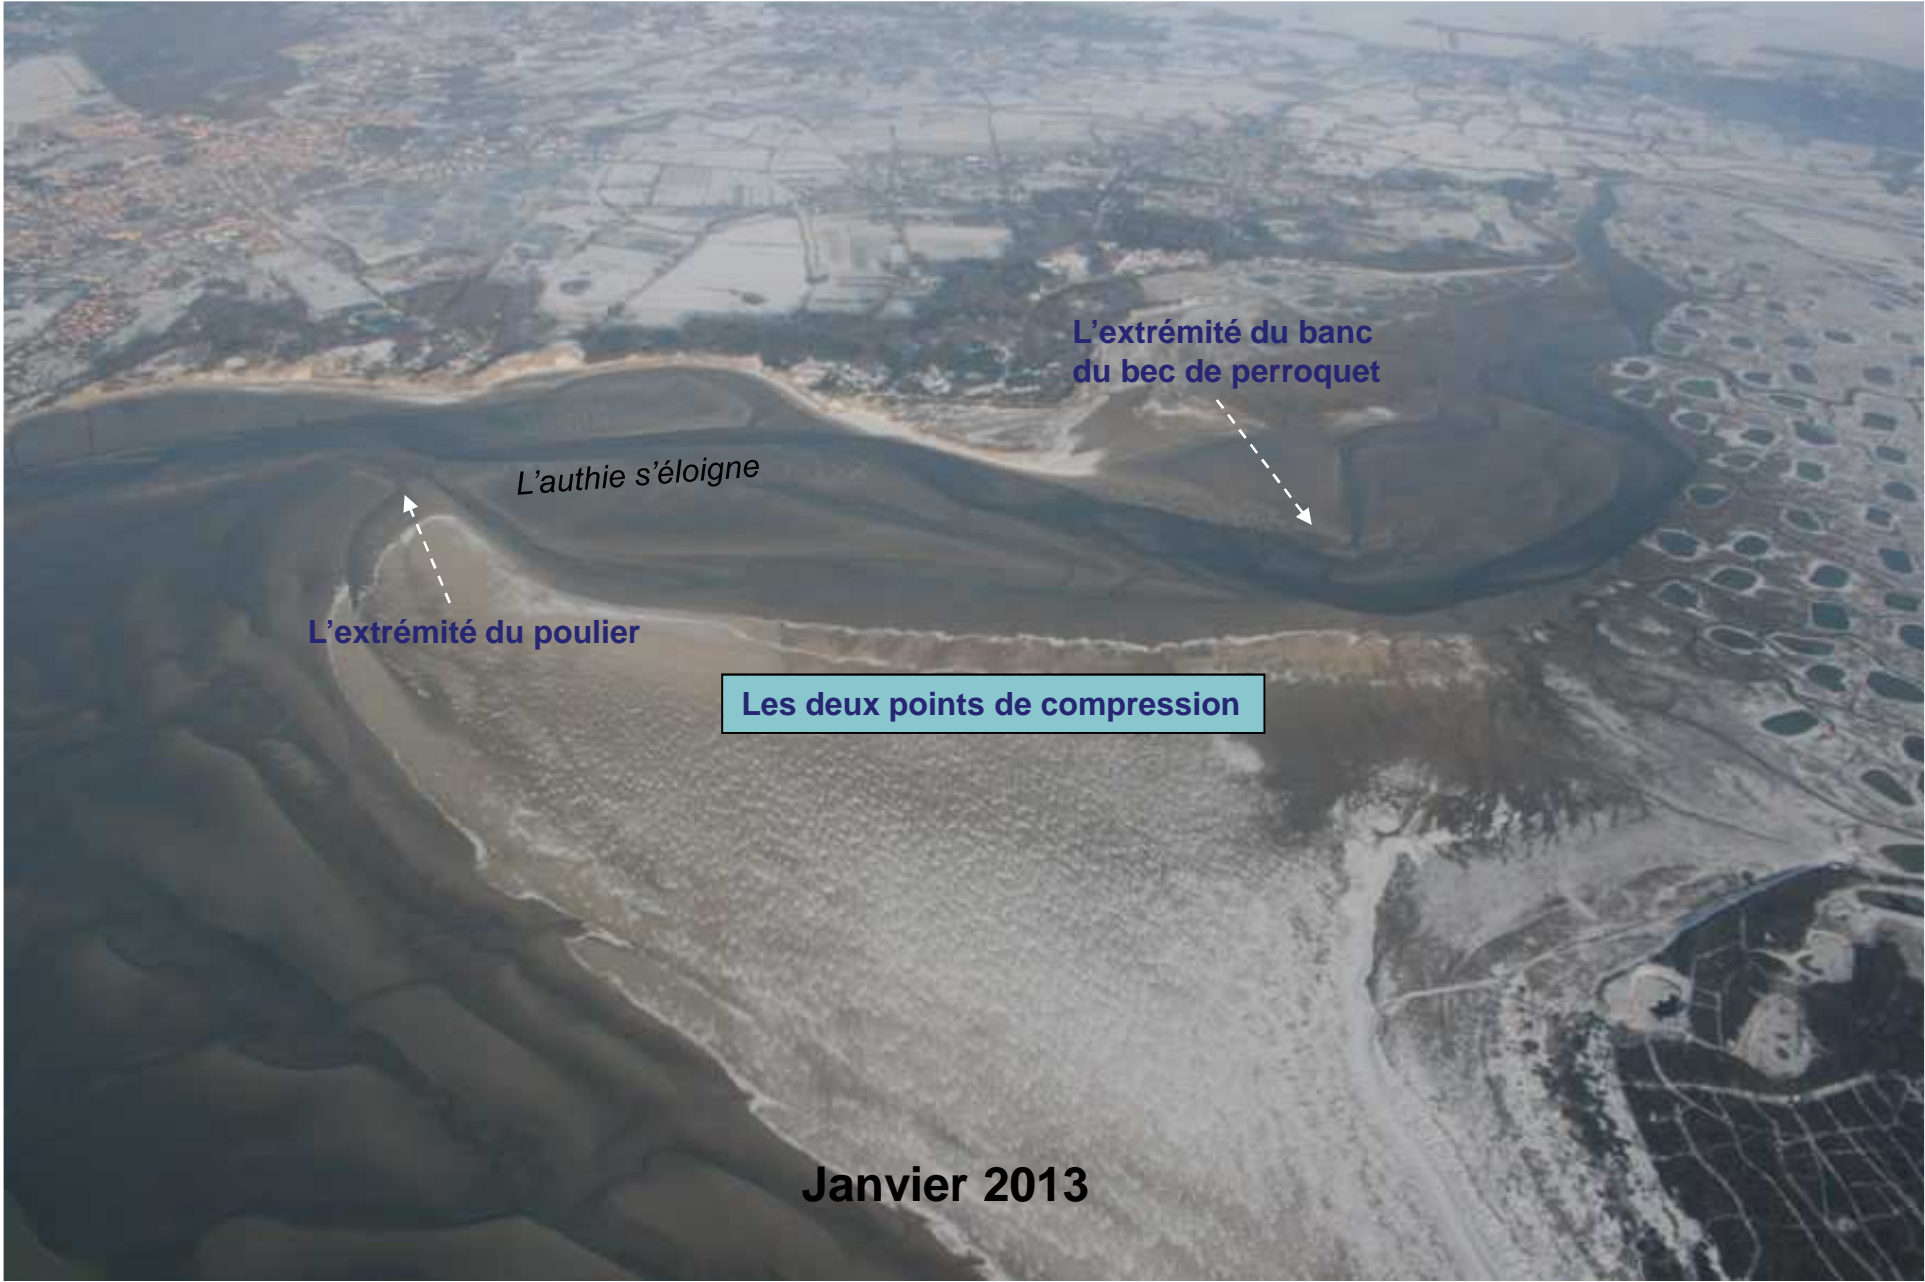 L'extrémité du banc
du bec de perroquet
L'authie s'éloigne
L'extrémité du poulier
Les deux points de compression
Janvier 2013